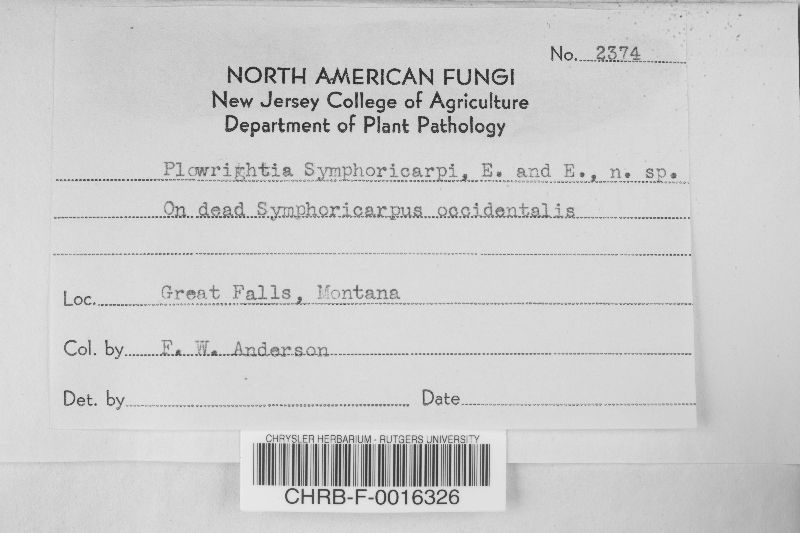 No. 2374
NORTH AMERICAN FUNGI
New Jersey College of Agriculture
Department of Plant Pathology
Plowrightia Symphoricarpi, E. and E., n. sp.
On dead Symphoricarpus occidentalis
Loc. Great Falls, Montana
Col. by F. W. Anderson
Det. by Date
CHRYSLER HERBARIUM - RUTGERS UNIVERSITY
CHRB-F-0016326